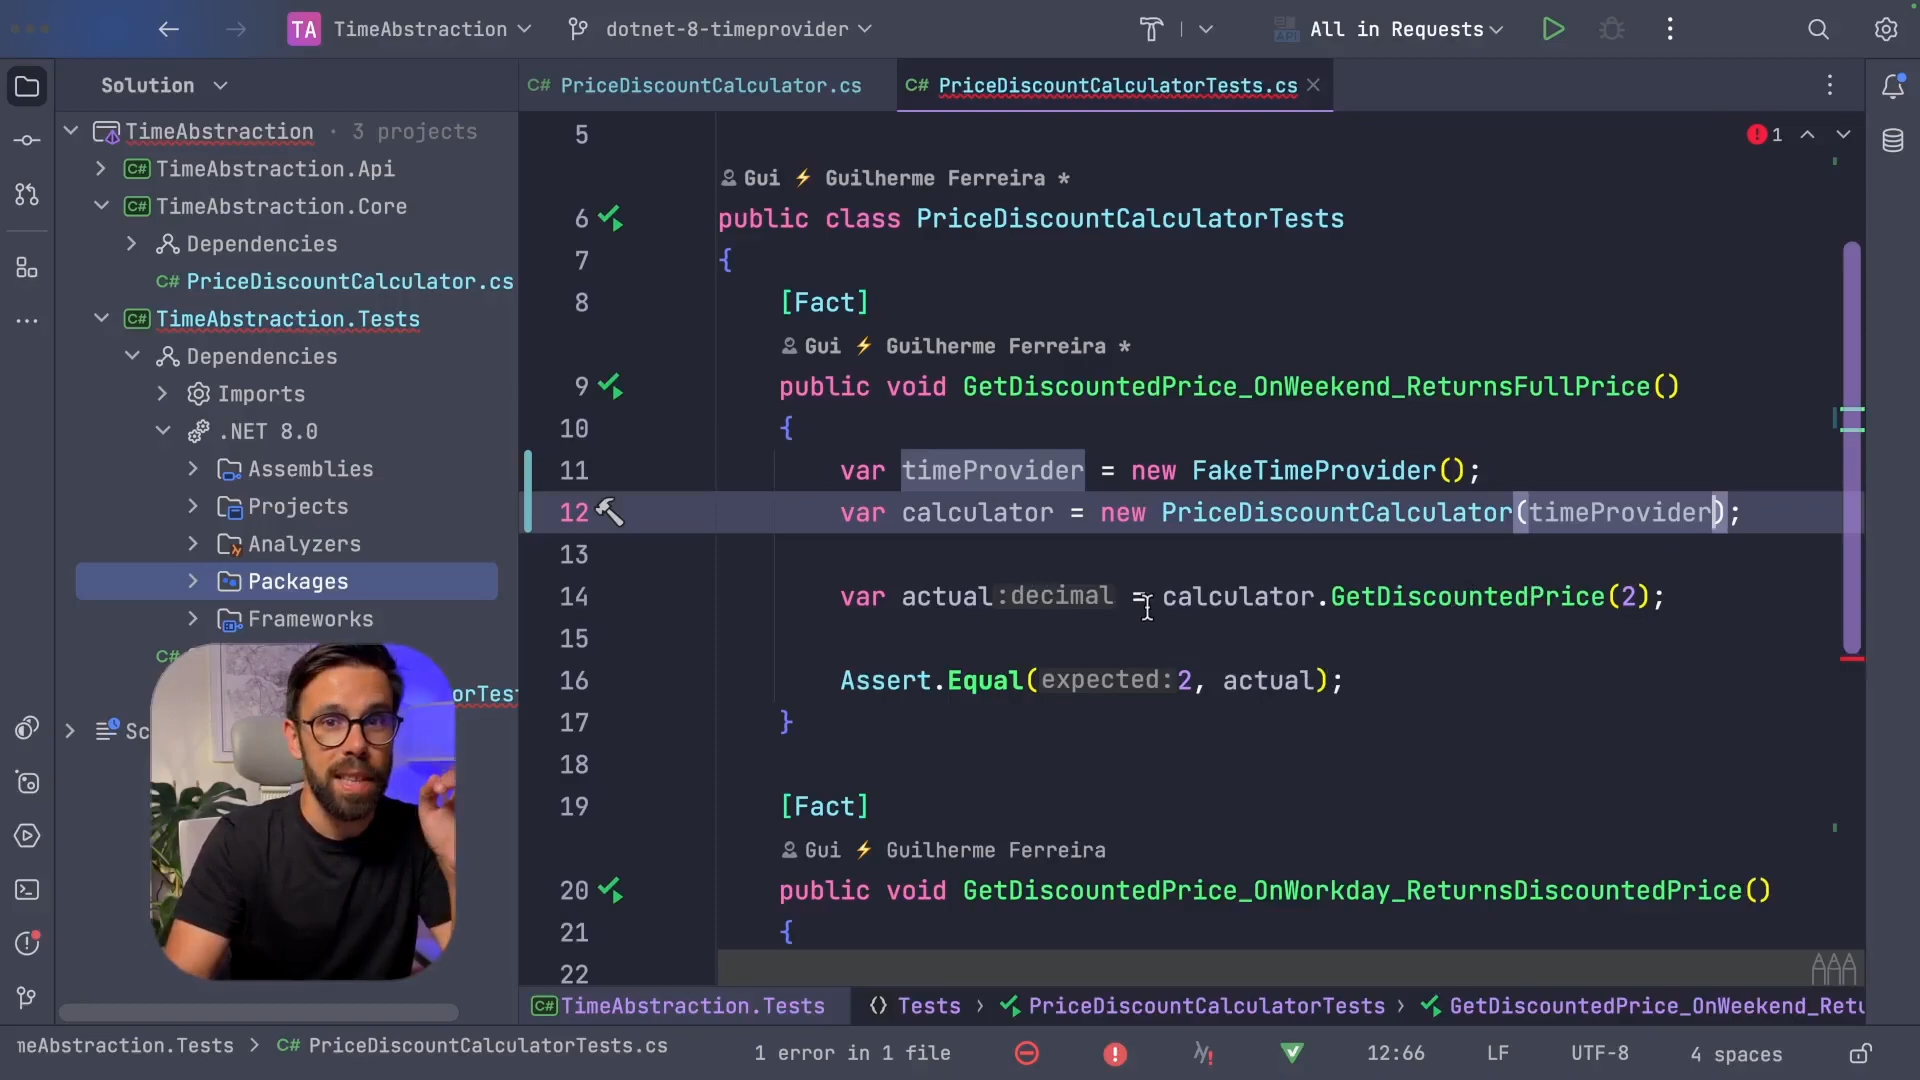 TA TimeAbstraction
dotnet-8-timeprovider
API All in Requests
Solution
C# PriceDiscountCalculator.cs
C# PriceDiscountCalculatorTests.cs
TimeAbstraction · 3 projects
C# TimeAbstraction.Api
C# TimeAbstraction.Core
Dependencies
C# PriceDiscountCalculator.cs
C# TimeAbstraction.Tests
Dependencies
Imports
.NET 8.0
Assemblies
Projects
Analyzers
Packages
Frameworks
C#
orTest
Sc
1
5
Gui ⚡ Guilherme Ferreira *
6 public class PriceDiscountCalculatorTests
7 {
8 [Fact]
Gui ⚡ Guilherme Ferreira *
9 public void GetDiscountedPrice_OnWeekend_ReturnsFullPrice()
10 {
11 var timeProvider = new FakeTimeProvider();
12 var calculator = new PriceDiscountCalculator(timeProvider);
13
14 var actual:decimal = calculator.GetDiscountedPrice(2);
15
16 Assert.Equal(expected:2, actual);
17 }
18
19 [Fact]
Gui ⚡ Guilherme Ferreira
20 public void GetDiscountedPrice_OnWorkday_ReturnsDiscountedPrice()
21 {
22
C# TimeAbstraction.Tests <> Tests > PriceDiscountCalculatorTests > GetDiscountedPrice_OnWeekend_Retu
meAbstraction.Tests > C# PriceDiscountCalculatorTests.cs
1 error in 1 file
12:66
LF
UTF-8
4 spaces